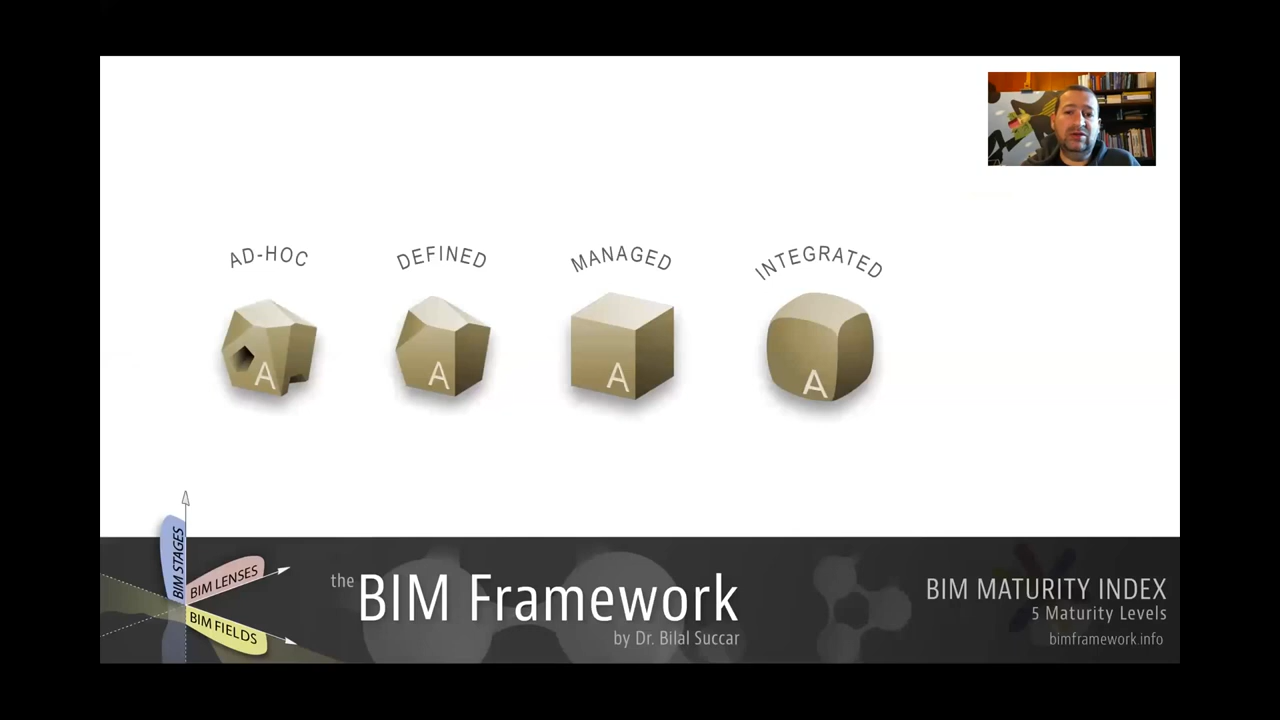 AD-HOC
DEFINED
MANAGED
INTEGRATED
A
A
A
A
BIM STAGES
BIM LENSES
BIM FIELDS
the BIM Framework
by Dr. Bilal Succar
BIM MATURITY INDEX
5 Maturity Levels
bimframework.info